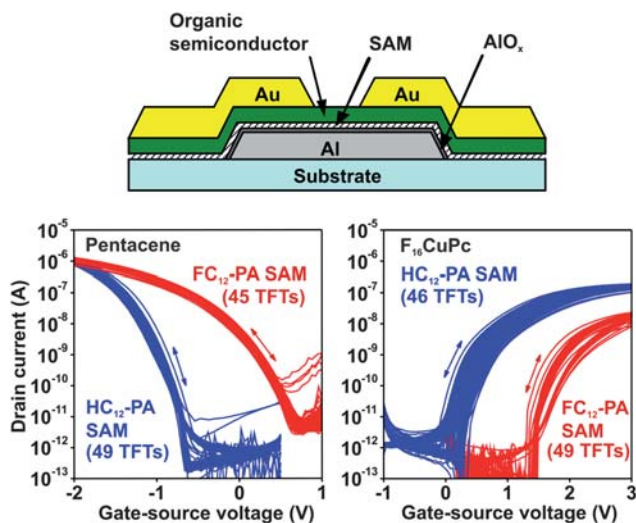 Organic
semiconductor
SAM
AlOₓ
Au
Au
Al
Substrate
10⁻⁵
10⁻⁶
10⁻⁷
10⁻⁸
10⁻⁹
10⁻¹⁰
10⁻¹¹
10⁻¹²
10⁻¹³
Drain current (A)
Pentacene
FC₁₂-PA SAM
(45 TFTs)
HC₁₂-PA
SAM
(49 TFTs)
-2
-1
0
1
Gate-source voltage (V)
10⁻⁵
10⁻⁶
10⁻⁷
10⁻⁸
10⁻⁹
10⁻¹⁰
10⁻¹¹
10⁻¹²
10⁻¹³
F₁₆CuPc
HC₁₂-PA SAM
(46 TFTs)
FC₁₂-PA
SAM
(49 TFTs)
-1
0
1
2
3
Gate-source voltage (V)